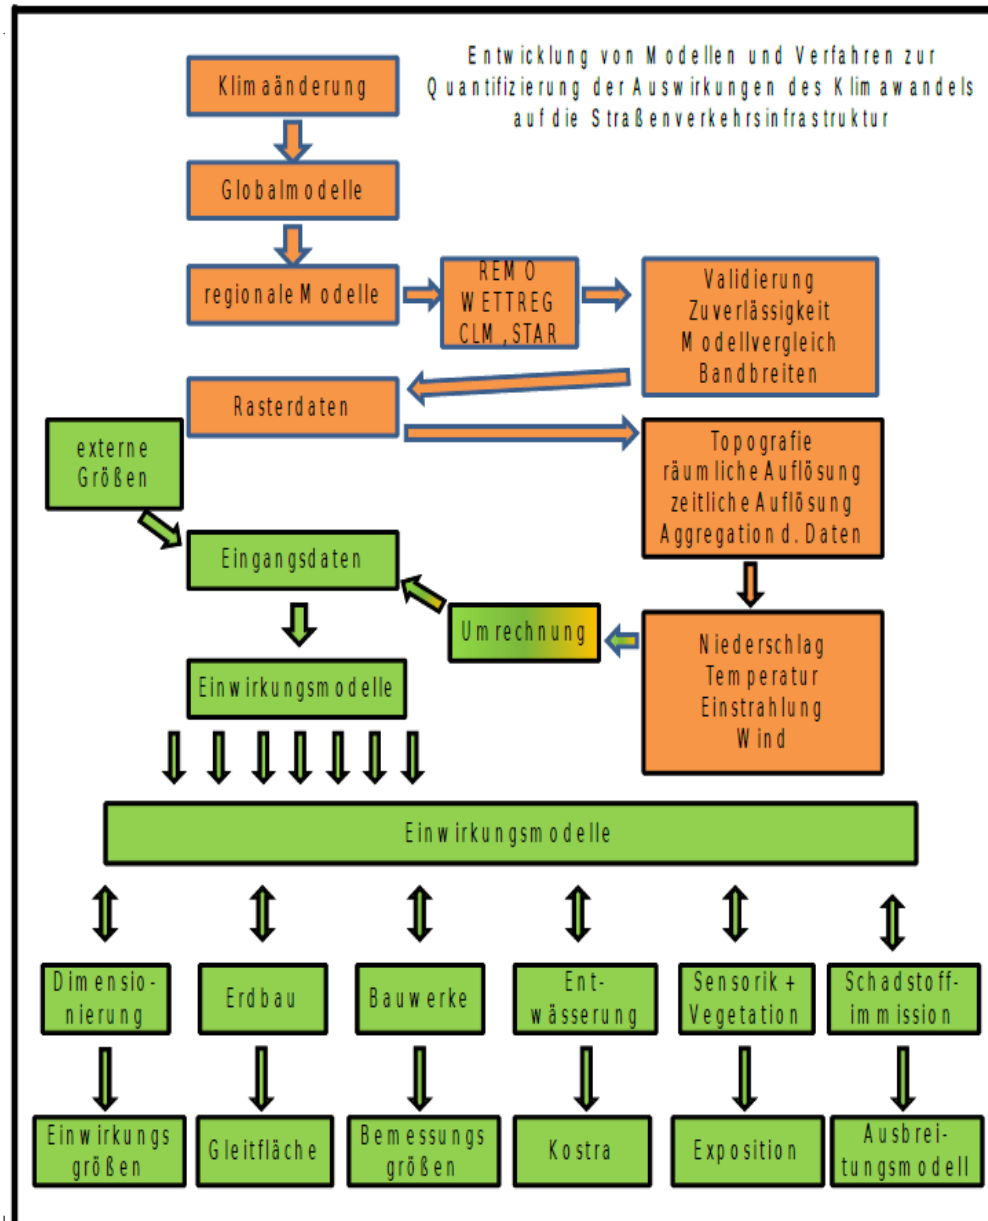 Entwicklung von Modellen und Verfahren zur
Quantifizierung der Auswirkungen des Klimawandels
auf die Straßenverkehrsinfrastruktur
Klimaänderung
Globalmodelle
regionale Modelle
REMO
WETTREG
CLM, STAR
Validierung
Zuverlässigkeit
Modellvergleich
Bandbreiten
Rasterdaten
externe
Größen
Topografie
räumliche Auflösung
zeitliche Auflösung
Aggregation d. Daten
Eingangsdaten
Umrechnung
Niederschlag
Temperatur
Einstrahlung
Wind
Einwirkungsmodelle
Einwirkungsmodelle
Dimensio-
nierung
Erdbau
Bauwerke
Ent-
wässerung
Sensorik +
Vegetation
Schadstoff-
immission
Einwirkungs
größen
Gleitfläche
Bemessungs
größen
Kostra
Exposition
Ausbrei-
tungsmodell